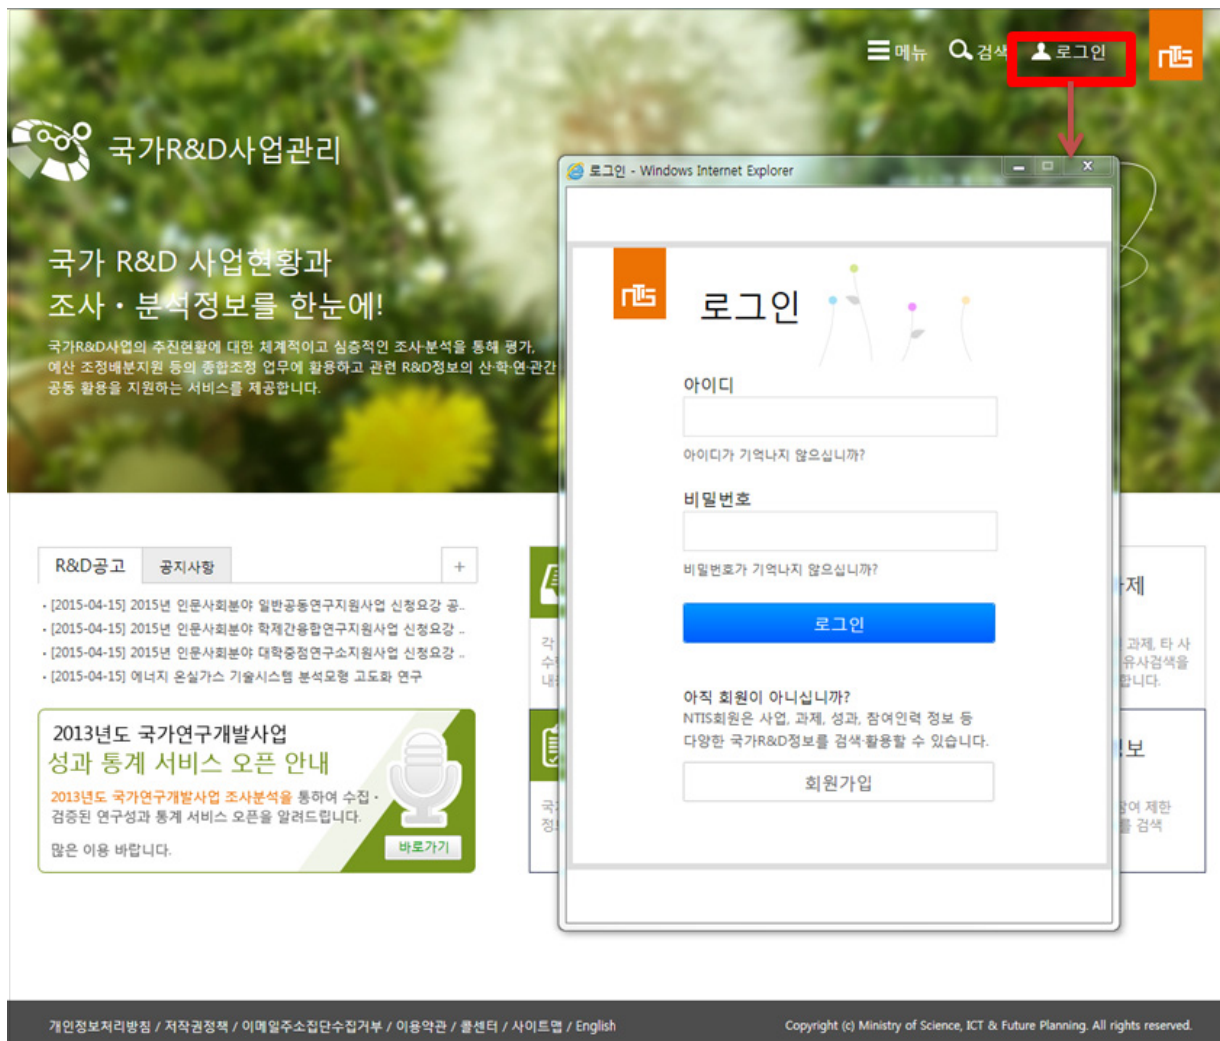 메뉴 검색 로그인
NTIS
국가R&D사업관리
국가 R&D 사업현황과
조사・분석정보를 한눈에!
국가R&D사업의 추진현황에 대한 체계적이고 심층적인 조사·분석을 통해 평가,
예산 조정배분지원 등의 종합조정 업무에 활용하고 관련 R&D정보의 산·학·연·관간
공동 활용을 지원하는 서비스를 제공합니다.
로그인 - Windows Internet Explorer
NTIS
로그인
아이디
아이디가 기억나지 않으십니까?
비밀번호
비밀번호가 기억나지 않으십니까?
로그인
아직 회원이 아니십니까?
NTIS회원은 사업, 과제, 성과, 참여인력 정보 등
다양한 국가R&D정보를 검색·활용할 수 있습니다.
회원가입
R&D공고 공지사항 +
• [2015-04-15] 2015년 인문사회분야 일반공동연구지원사업 신청요강 공..
• [2015-04-15] 2015년 인문사회분야 학제간융합연구지원사업 신청요강 ..
• [2015-04-15] 2015년 인문사회분야 대학중점연구소지원사업 신청요강 ..
• [2015-04-15] 에너지 온실가스 기술시스템 분석모형 고도화 연구
2013년도 국가연구개발사업
성과 통계 서비스 오픈 안내
2013년도 국가연구개발사업 조사분석을 통하여 수집・
검증된 연구성과 통계 서비스 오픈을 알려드립니다.
많은 이용 바랍니다.
바로가기
각
과제, 타 사
유사검색을
합니다.
보
참여 제한
를 검색
개인정보처리방침 / 저작권정책 / 이메일주소집단수집거부 / 이용약관 / 콜센터 / 사이트맵 / English
Copyright (c) Ministry of Science, ICT & Future Planning. All rights reserved.